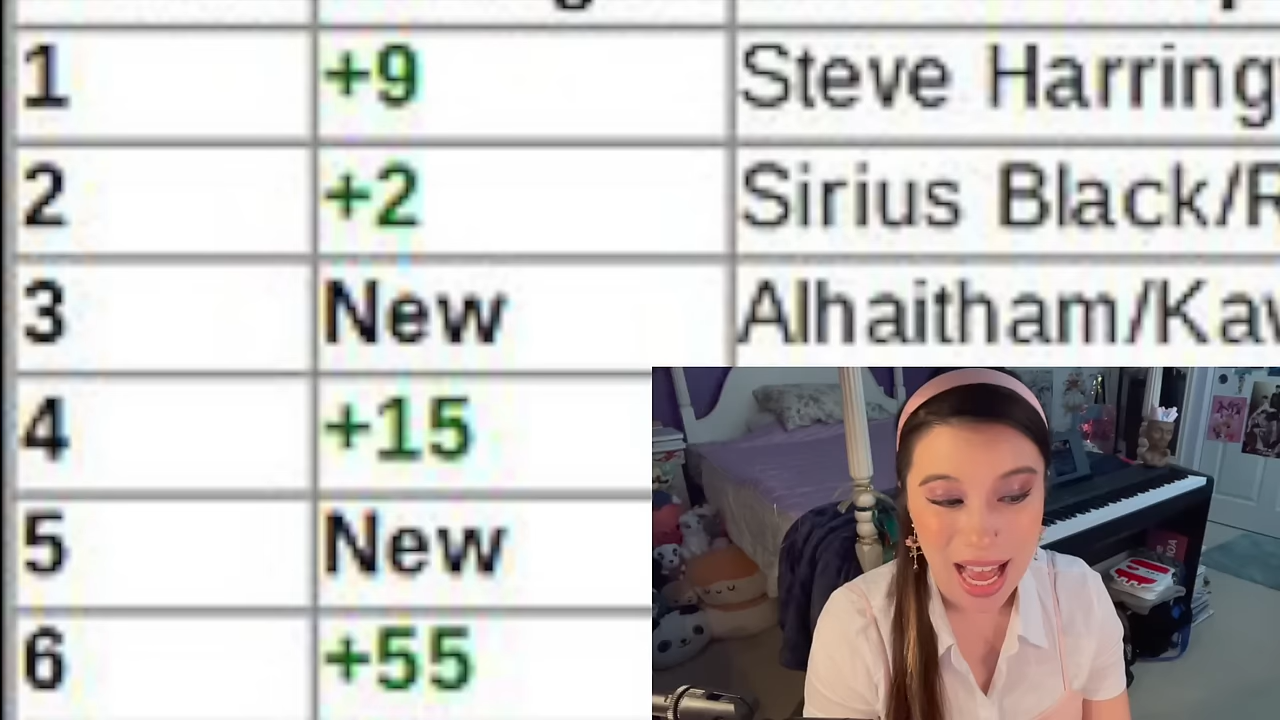 1 +9 Steve Harring
2 +2 Sirius Black/R
3 New Alhaitham/Kav
4 +15
5 New
6 +55